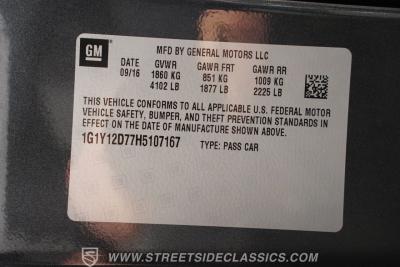 GM
MFD BY GENERAL MOTORS LLC
DATE GVWR GAWR FRT GAWR RR
09/16 1860 KG 851 KG 1009 KG
4102 LB 1877 LB 2225 LB
THIS VEHICLE CONFORMS TO ALL APPLICABLE U.S. FEDERAL MOTOR
VEHICLE SAFETY, BUMPER, AND THEFT PREVENTION STANDARDS IN
EFFECT ON THE DATE OF MANUFACTURE SHOWN ABOVE.
1G1Y12D77H5107167 TYPE: PASS CAR
WWW.STREETSIDECLASSICS.COM